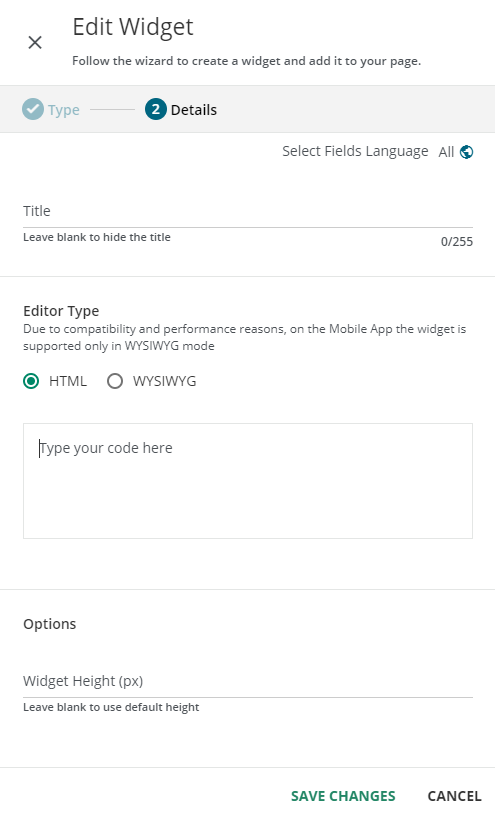 Edit Widget
Follow the wizard to create a widget and add it to your page.
Type
2 Details
Select Fields Language All
Title
Leave blank to hide the title
0/255
Editor Type
Due to compatibility and performance reasons, on the Mobile App the widget is
supported only in WYSIWYG mode
HTML WYSIWYG
Type your code here
Options
Widget Height (px)
Leave blank to use default height
SAVE CHANGES CANCEL